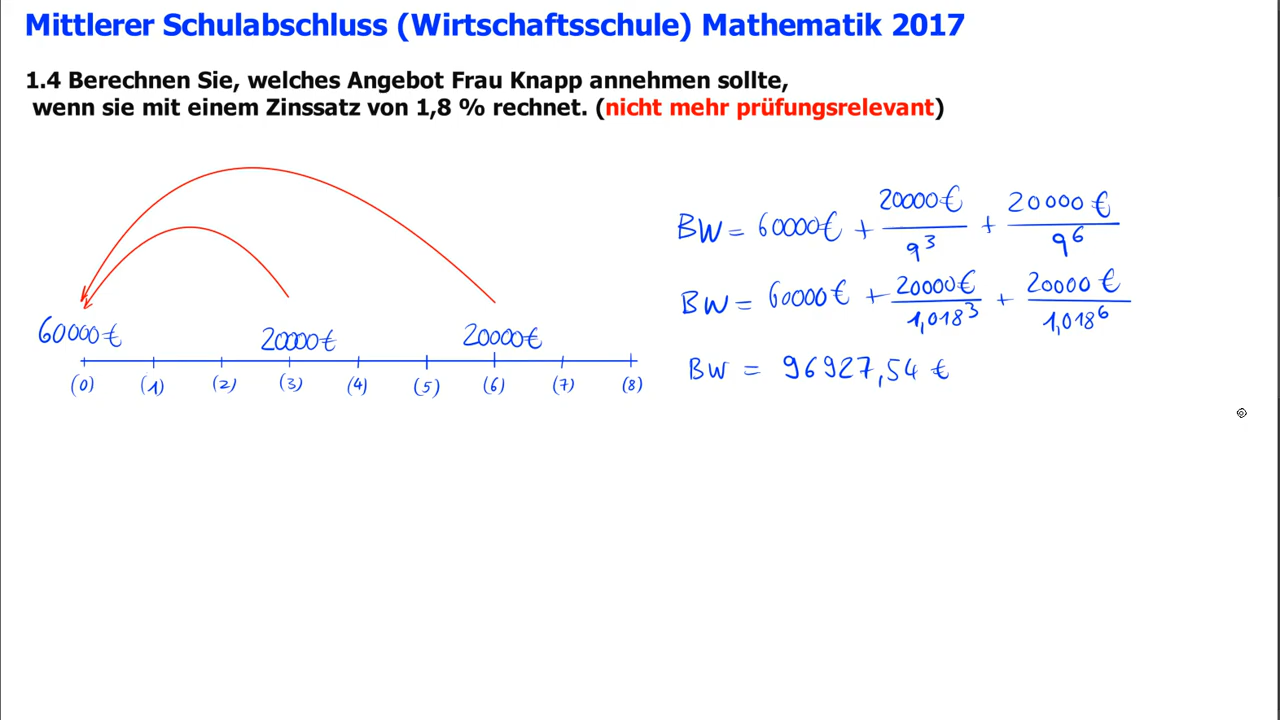 Mittlerer Schulabschluss (Wirtschaftsschule) Mathematik 2017
1.4 Berechnen Sie, welches Angebot Frau Knapp annehmen sollte,
wenn sie mit einem Zinssatz von 1,8 % rechnet. (nicht mehr prüfungsrelevant)
60000€ 20000€ 20000€
(0) (1) (2) (3) (4) (5) (6) (7) (8)
BW = 60000€ + 20000€/q³ + 20000€/q⁶
BW = 60000€ + 20000€/1,018³ + 20000€/1,018⁶
BW = 96927,54 €